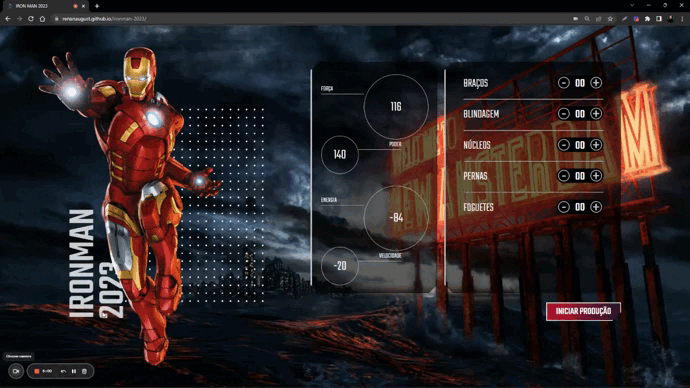 IRON MAN 2023
renanaugust.github.io/ironman-2023/
IRONMAN
2023
FORÇA
116
PODER
140
ENERGIA
-84
VELOCIDADE
-20
BRAÇOS - 00 +
BLINDAGEM - 00 +
NÚCLEOS - 00 +
PERNAS - 00 +
FOGUETES - 00 +
INICIAR PRODUÇÃO